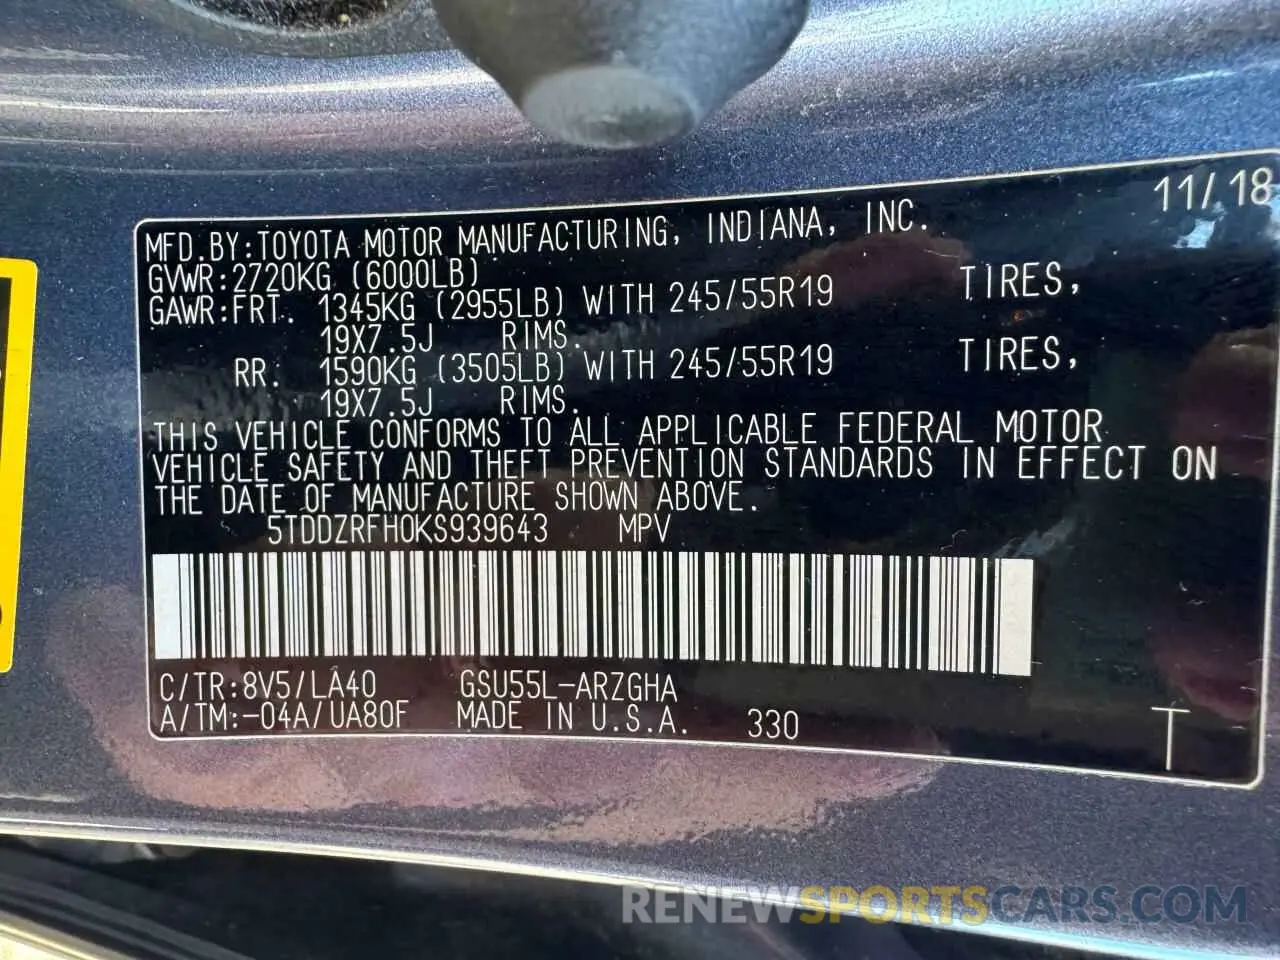 11/18
MFD.BY:TOYOTA MOTOR MANUFACTURING, INDIANA, INC.
GVWR:2720KG (6000LB)
GAWR:FRT. 1345KG (2955LB) WITH 245/55R19 TIRES,
19X7.5J RIMS.
RR. 1590KG (3505LB) WITH 245/55R19 TIRES,
19X7.5J RIMS.
THIS VEHICLE CONFORMS TO ALL APPLICABLE FEDERAL MOTOR
VEHICLE SAFETY AND THEFT PREVENTION STANDARDS IN EFFECT ON
THE DATE OF MANUFACTURE SHOWN ABOVE.
5TDDZRFH0KS939643 MPV
C/TR:8V5/LA40 GSU55L-ARZGHA
A/TM:-04A/UA80F MADE IN U.S.A. 330 T
RENEWSPORTSCARS.COM